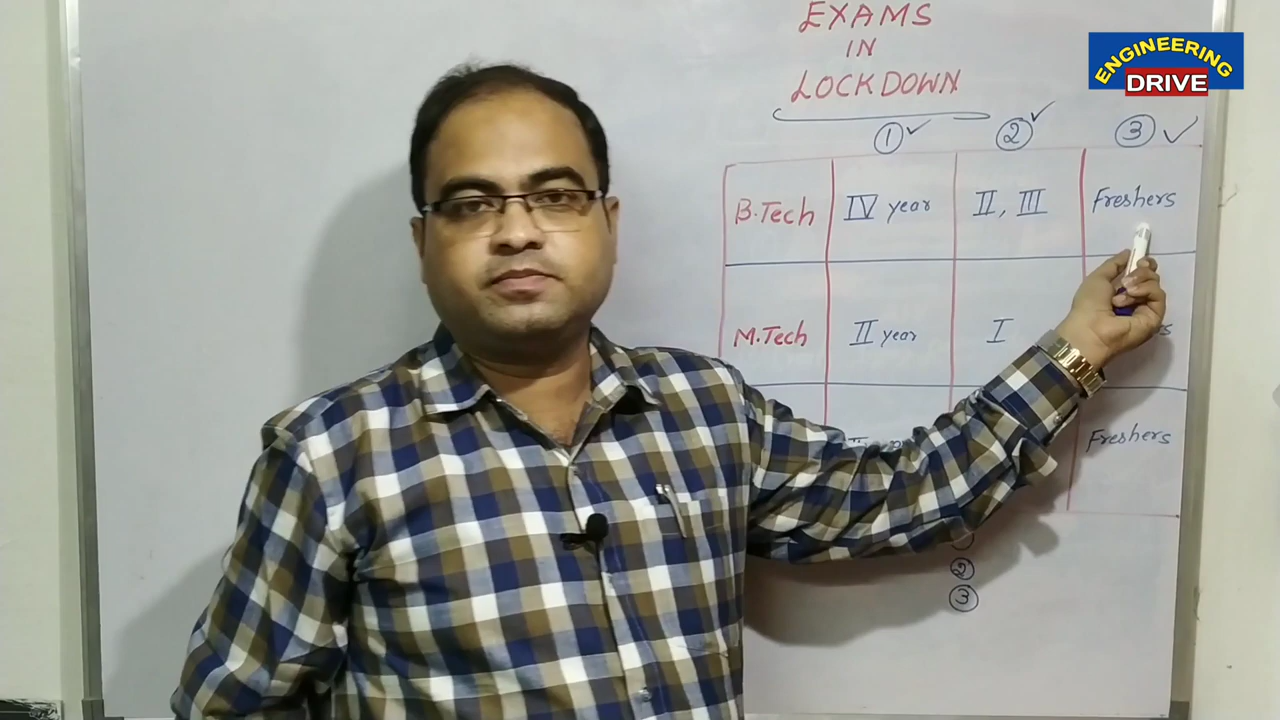 EXAMS
IN
LOCKDOWN
ENGINEERING
DRIVE
① ✓ ② ✓ ③ ✓
B.Tech IV year II, III Freshers
M.Tech II year I
Freshers
②
③